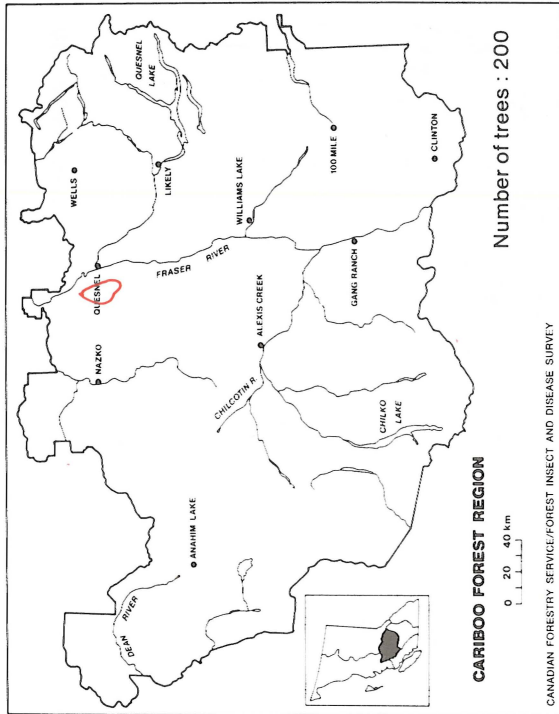 QUESNEL
LAKE
WELLS
LIKELY
QUESNEL
NAZKO
FRASER RIVER
WILLIAMS LAKE
100 MILE
CLINTON
ALEXIS CREEK
GANG RANCH
CHILCOTIN R.
CHILKO
LAKE
ANAHIM LAKE
DEAN RIVER
Number of trees : 200
CARIBOO FOREST REGION
0 20 40 km
CANADIAN FORESTRY SERVICE/FOREST INSECT AND DISEASE SURVEY